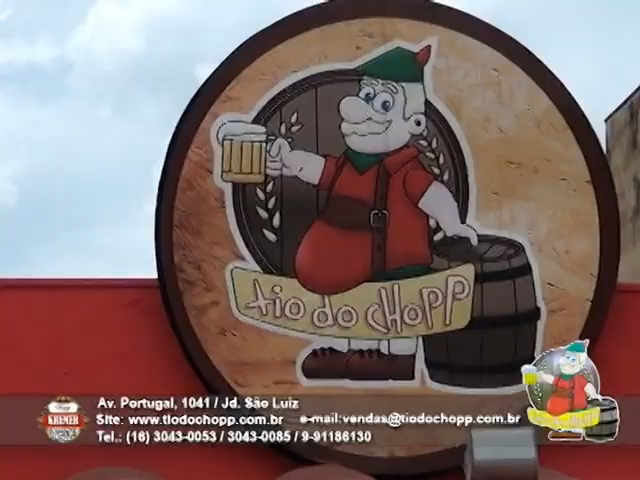 tio do cHOPP
KREMER
Av. Portugal, 1041 / Jd. São Luiz
Site: www.tiodochopp.com.br e-mail:vendas@tiodochopp.com.br
Tel.: (16) 3043-0053 / 3043-0085 / 9-91186130